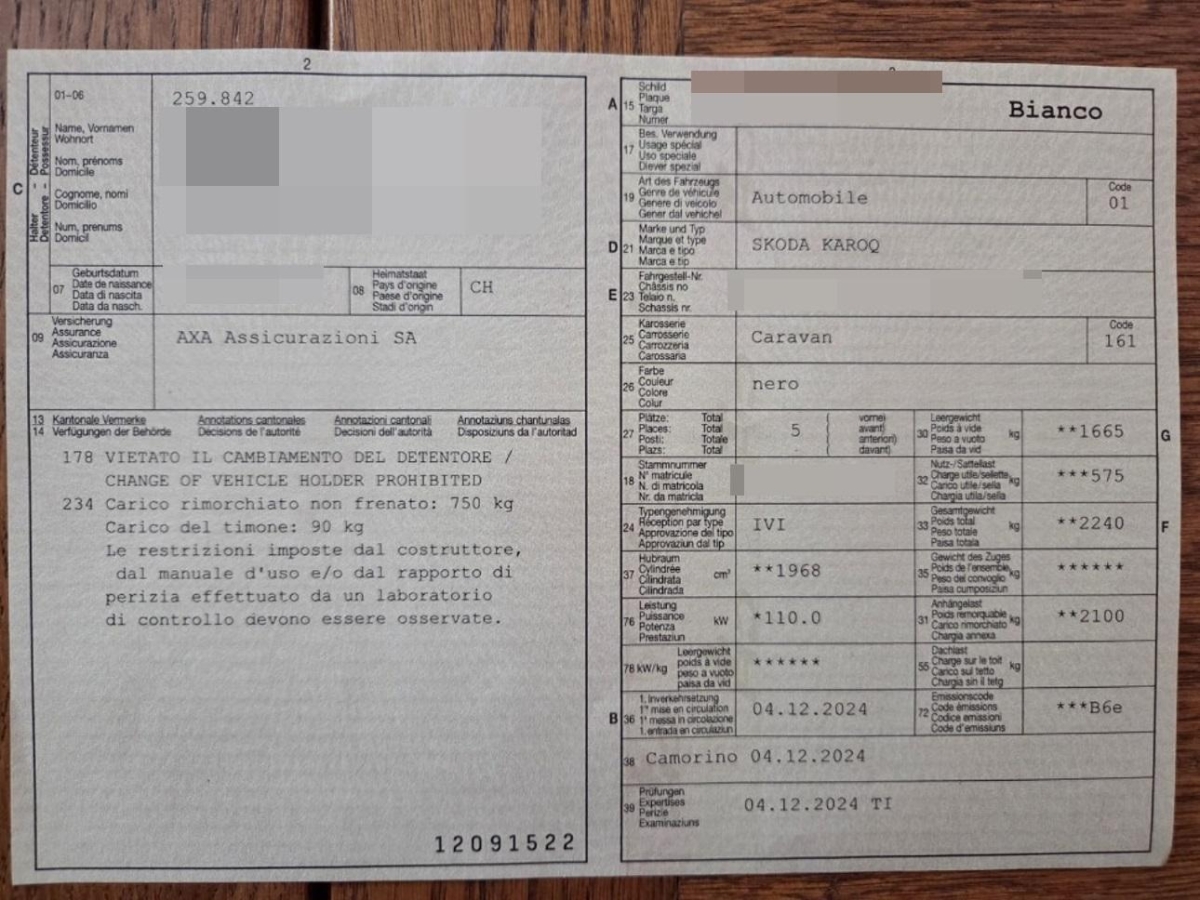 2
01-06
259.842
C
Halter - Détenteur
Detentore - Possessur
Name, Vornamen
Wohnort
Nom, prénoms
Domicile
Cognome, nomi
Domicilio
Num, prenums
Domicil
07
Geburtsdatum
Date de naissance
Data di nascita
Data da nasch.
08
Heimatstaat
Pays d'origine
Paese d'origine
Stadi d'origin
CH
09
Versicherung
Assurance
Assicurazione
Assicuranza
AXA Assicurazioni SA
13 Kantonale Vermerke Annotations cantonales Annotazioni cantonali Annotaziuns chantunalas
14 Verfügungen der Behörde Décisions de l'autorité Decisioni dell'autorità Disposiziuns da l'autoritad
178 VIETATO IL CAMBIAMENTO DEL DETENTORE /
CHANGE OF VEHICLE HOLDER PROHIBITED
234 Carico rimorchiato non frenato: 750 kg
Carico del timone: 90 kg
Le restrizioni imposte dal costruttore,
dal manuale d'uso e/o dal rapporto di
perizia effettuato da un laboratorio
di controllo devono essere osservate.
12091522
A 15
Schild
Plaque
Targa
Numer
Bianco
17
Bes. Verwendung
Usage spécial
Uso speciale
Diever spezial
19
Art des Fahrzeugs
Genre de véhicule
Genere di veicolo
Gener dal vehichel
Automobile
Code
01
D 21
Marke und Typ
Marque et type
Marca e tipo
Marca e tip
SKODA KAROQ
E 23
Fahrgestell-Nr.
Châssis no
Telaio n.
Schassis nr.
25
Karosserie
Carrosserie
Carrozzeria
Carossaria
Caravan
Code
161
26
Farbe
Couleur
Colore
Colur
nero
27
Plätze: Total
Places: Total
Posti: Totale
Plazs: Total
5
( vorne)
avant)
anteriori)
( davant)
30
Leergewicht
Poids à vide
Peso a vuoto
Paisa da vid
kg
**1665
G
18
Stammnummer
N° matricule
N. di matricola
Nr. da matricla
32
Nutz-/Sattellast
Charge utile/sellette
Carico utile/sella
Chargia utila/sella
kg
***575
24
Typengenehmigung
Réception par type
Approvazione del tipo
Approvaziun dal tip
IVI
33
Gesamtgewicht
Poids total
Peso totale
Paisa totala
kg
**2240
F
37
Hubraum
Cylindrée
Cilindrata
Cilindrada
cm³
**1968
35
Gewicht des Zuges
Poids de l'ensemble
Peso del convoglio
Paisa cumposiziun
kg
******
76
Leistung
Puissance
Potenza
Prestaziun
kW
*110.0
31
Anhängelast
Poids remorquable
Carico rimorchiato
Chargia annexa
kg
**2100
78 kW/kg
Leergewicht
poids à vide
peso a vuoto
paisa da vid
******
55
Dachlast
Charge sur le toit
Carico sul tetto
Chargia sin il tetg
kg
B 36
1. Inverkehrsetzung
1re mise en circulation
1a messa in circolazione
1. entrada en circulaziun
04.12.2024
72
Emissionscode
Code émissions
Codice emissioni
Code d'emissiuns
***B6e
38 Camorino 04.12.2024
39
Prüfungen
Expertises
Perizie
Examinaziuns
04.12.2024 TI